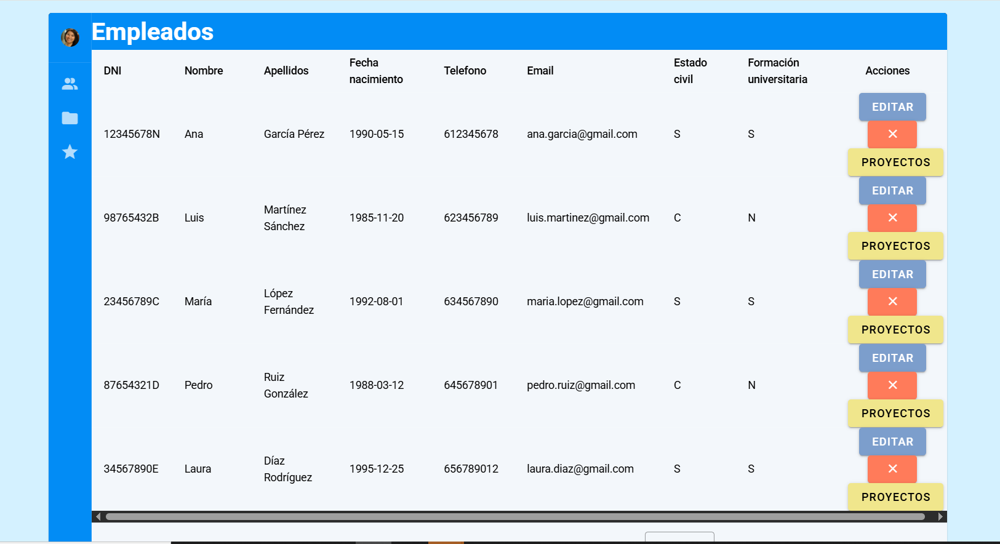 Empleados
DNI Nombre Apellidos Fecha nacimiento Telefono Email Estado civil Formación universitaria Acciones
EDITAR
12345678N Ana García Pérez 1990-05-15 612345678 ana.garcia@gmail.com S S ✕
PROYECTOS
EDITAR
98765432B Luis Martínez Sánchez 1985-11-20 623456789 luis.martinez@gmail.com C N ✕
PROYECTOS
EDITAR
23456789C María López Fernández 1992-08-01 634567890 maria.lopez@gmail.com S S ✕
PROYECTOS
EDITAR
87654321D Pedro Ruiz González 1988-03-12 645678901 pedro.ruiz@gmail.com C N ✕
PROYECTOS
EDITAR
34567890E Laura Díaz Rodríguez 1995-12-25 656789012 laura.diaz@gmail.com S S ✕
PROYECTOS